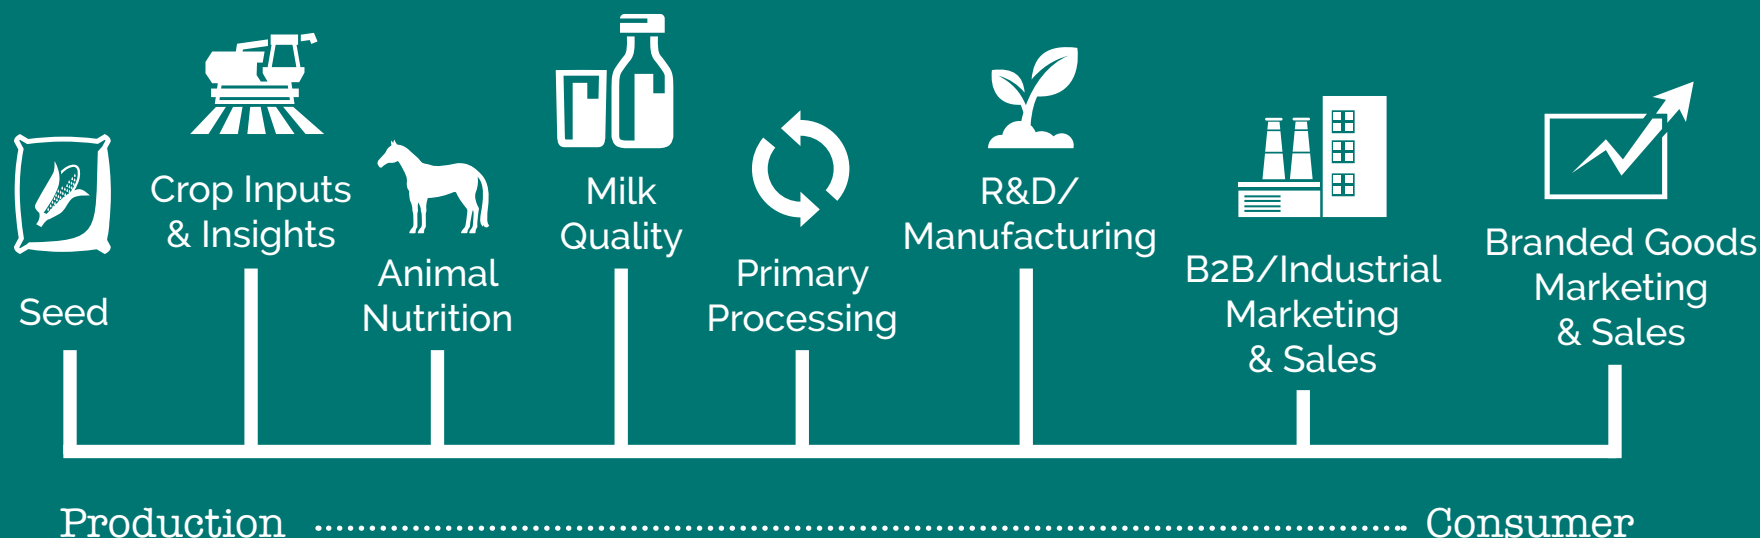 Seed
Crop Inputs
& Insights
Animal
Nutrition
Milk
Quality
Primary
Processing
R&D/
Manufacturing
B2B/Industrial
Marketing
& Sales
Branded Goods
Marketing
& Sales
Production
Consumer